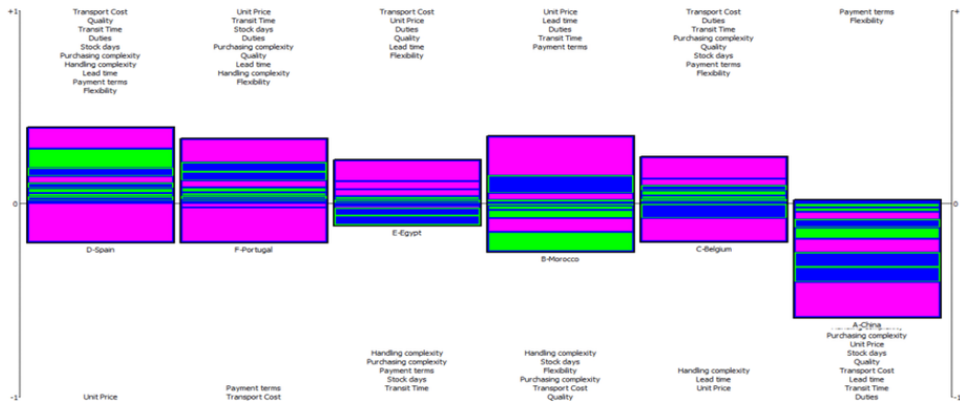 +1
Transport Cost
Quality
Transit Time
Duties
Stock days
Purchasing complexity
Handling complexity
Lead time
Payment terms
Flexibility
Unit Price
Transit Time
Stock days
Duties
Purchasing complexity
Quality
Lead time
Handling complexity
Flexibility
Transport Cost
Unit Price
Duties
Quality
Lead time
Flexibility
Unit Price
Lead time
Duties
Transit Time
Payment terms
Transport Cost
Duties
Transit Time
Purchasing complexity
Quality
Stock days
Payment terms
Flexibility
Payment terms
Flexibility
0
0
D-Spain
F-Portugal
E-Egypt
B-Morocco
C-Belgium
A-China
Unit Price
Payment terms
Transport Cost
Handling complexity
Purchasing complexity
Payment terms
Stock days
Transit Time
Handling complexity
Stock days
Flexibility
Purchasing complexity
Transport Cost
Quality
Handling complexity
Lead time
Unit Price
Purchasing complexity
Unit Price
Stock days
Quality
Transport Cost
Lead time
Transit Time
Duties
-1